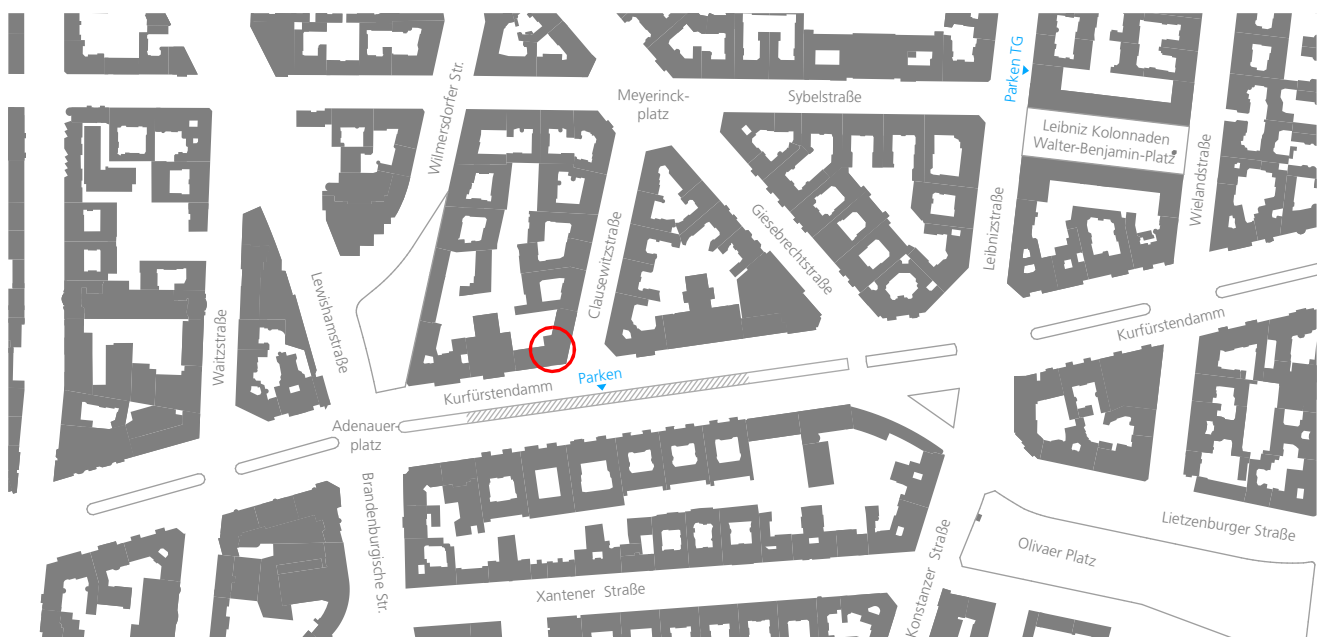 Parken TG
Meyerinck-
platz
Sybelstraße
Wilmersdorfer Str.
Leibniz Kolonnaden
Walter-Benjamin-Platz
Wielandstraße
Giesebrechtstraße
Leibnizstraße
Clausewitzstraße
Lewishamstraße
Waitzstraße
Kurfürstendamm
Parken
Kurfürstendamm
Adenauer-
platz
Brandenburgische Str.
Xantener Straße
Konstanzer Straße
Olivaer Platz
Lietzenburger Straße